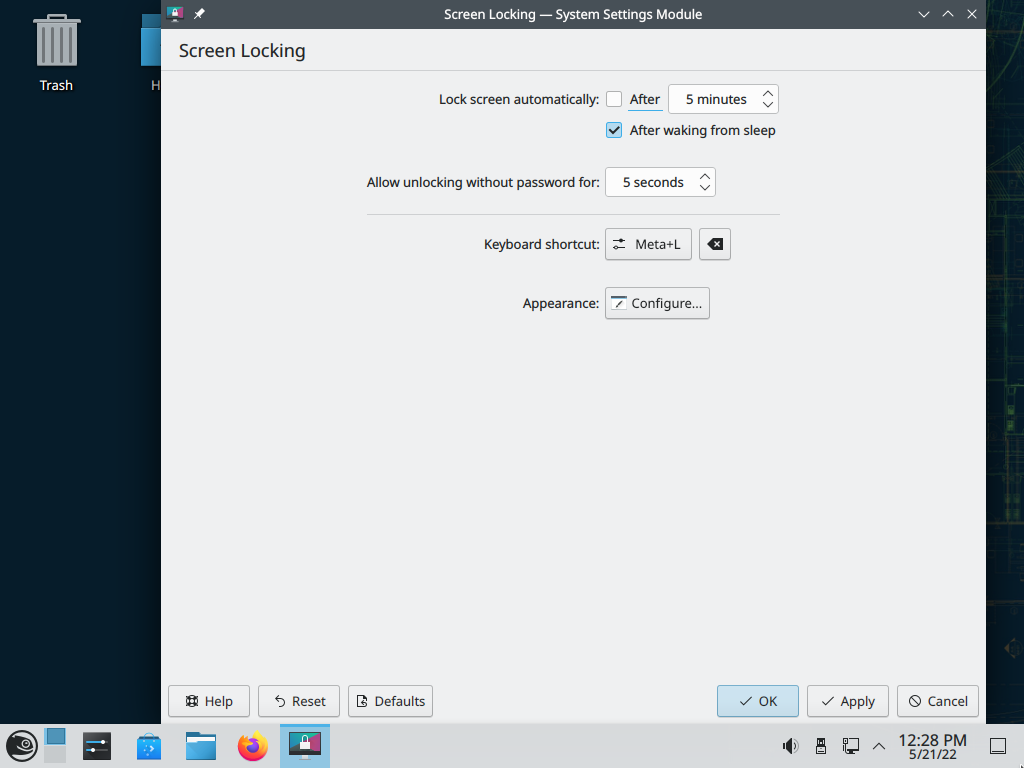 Screen Locking — System Settings Module
Trash
H
Screen Locking
Lock screen automatically: After 5 minutes
After waking from sleep
Allow unlocking without password for: 5 seconds
Keyboard shortcut: Meta+L
Appearance: Configure...
Help Reset Defaults OK Apply Cancel
12:28 PM
5/21/22